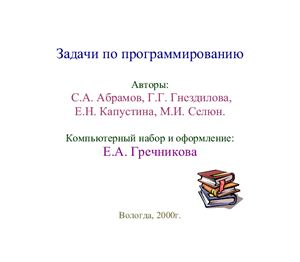 Задачи по программированию
Авторы:
С.А. Абрамов, Г.Г. Гнездилова,
Е.Н. Капустина, М.И. Селюн.
Компьютерный набор и оформление:
Е.А. Гречникова
Вологда, 2000г.